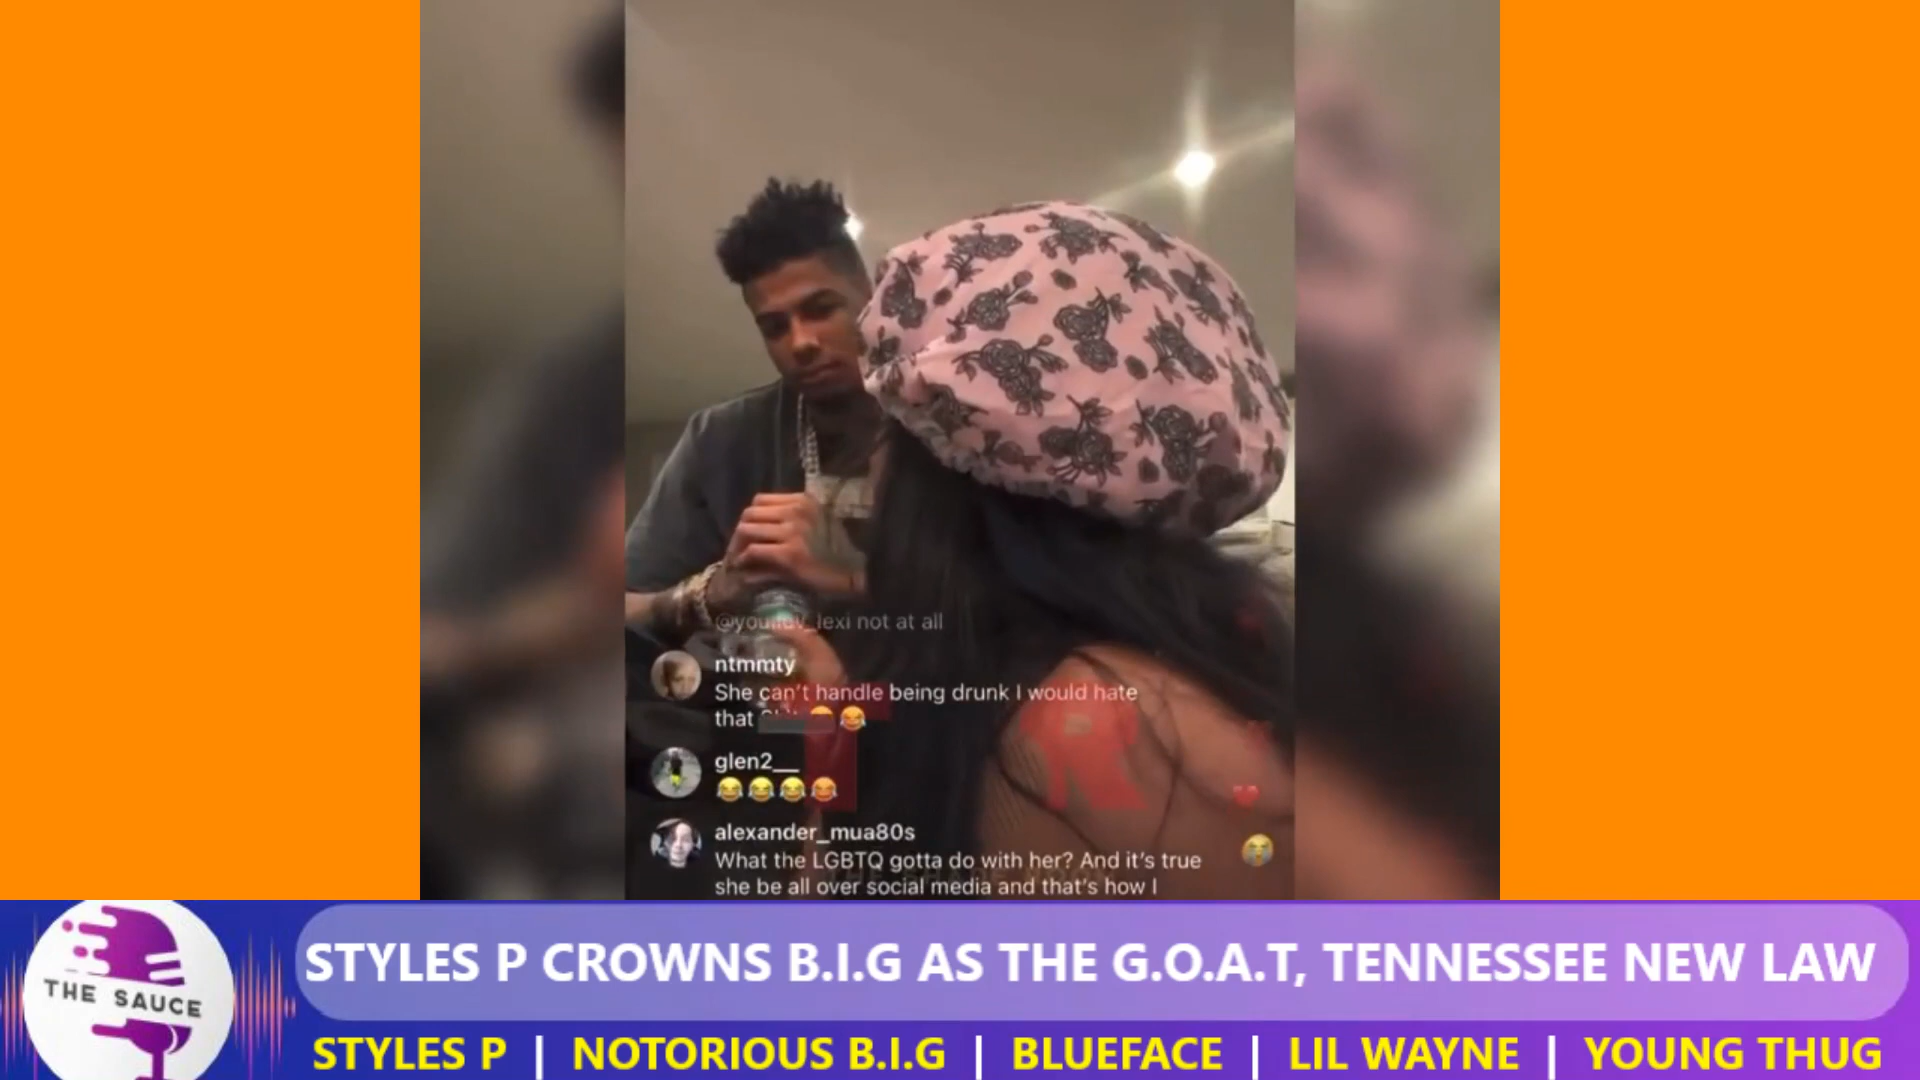 @you lexi not at all
ntmmty
She can't handle being drunk I would hate
that 😂
glen2__
😂😂😂😂
alexander_mua80s
What the LGBTQ gotta do with her? And it's true
she be all over social media and that's how I
R
THE SAUCE
STYLES P CROWNS B.I.G AS THE G.O.A.T, TENNESSEE NEW LAW
STYLES P | NOTORIOUS B.I.G | BLUEFACE | LIL WAYNE | YOUNG THUG